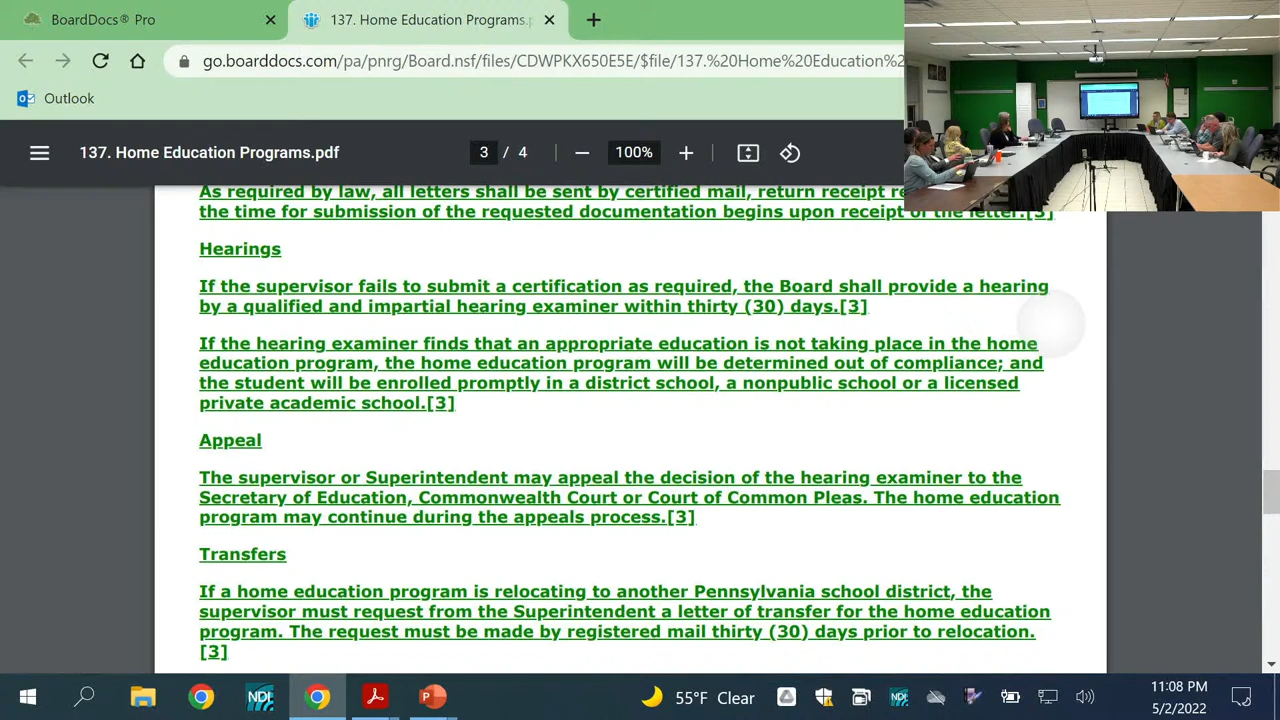 BoardDocs® Pro
137. Home Education Programs.p
go.boarddocs.com/pa/pnrg/Board.nsf/files/CDWPKX650E5E/$file/137.%20Home%20Education%2
Outlook
137. Home Education Programs.pdf
3 / 4
100%
As required by law, all letters shall be sent by certified mail, return receipt re
the time for submission of the requested documentation begins upon receipt of the letter.[3]
Hearings
If the supervisor fails to submit a certification as required, the Board shall provide a hearing
by a qualified and impartial hearing examiner within thirty (30) days.[3]
If the hearing examiner finds that an appropriate education is not taking place in the home
education program, the home education program will be determined out of compliance; and
the student will be enrolled promptly in a district school, a nonpublic school or a licensed
private academic school.[3]
Appeal
The supervisor or Superintendent may appeal the decision of the hearing examiner to the
Secretary of Education, Commonwealth Court or Court of Common Pleas. The home education
program may continue during the appeals process.[3]
Transfers
If a home education program is relocating to another Pennsylvania school district, the
supervisor must request from the Superintendent a letter of transfer for the home education
program. The request must be made by registered mail thirty (30) days prior to relocation.
[3]
55°F Clear
11:08 PM
5/2/2022